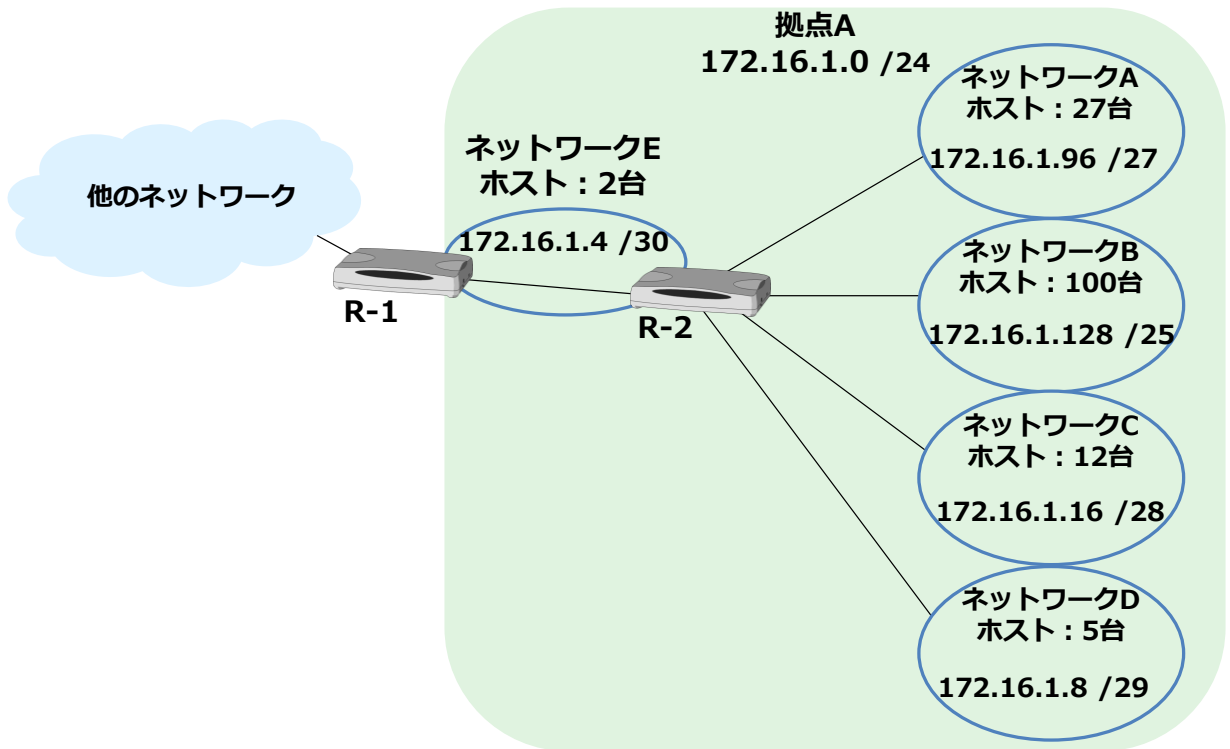 拠点A
172.16.1.0 /24
他のネットワーク
R-1
ネットワークE
ホスト：2台
172.16.1.4 /30
R-2
ネットワークA
ホスト：27台
172.16.1.96 /27
ネットワークB
ホスト：100台
172.16.1.128 /25
ネットワークC
ホスト：12台
172.16.1.16 /28
ネットワークD
ホスト：5台
172.16.1.8 /29